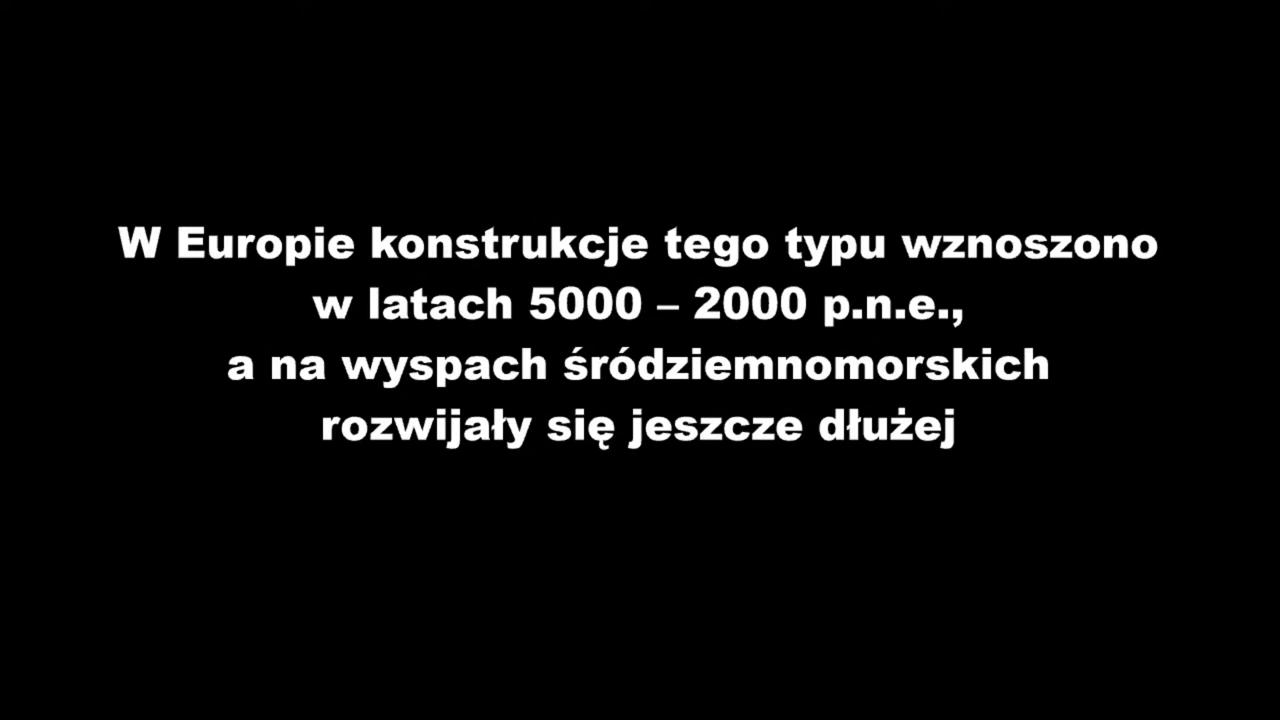 W Europie konstrukcje tego typu wznoszono
w latach 5000 – 2000 p.n.e.,
a na wyspach śródziemnomorskich
rozwijały się jeszcze dłużej